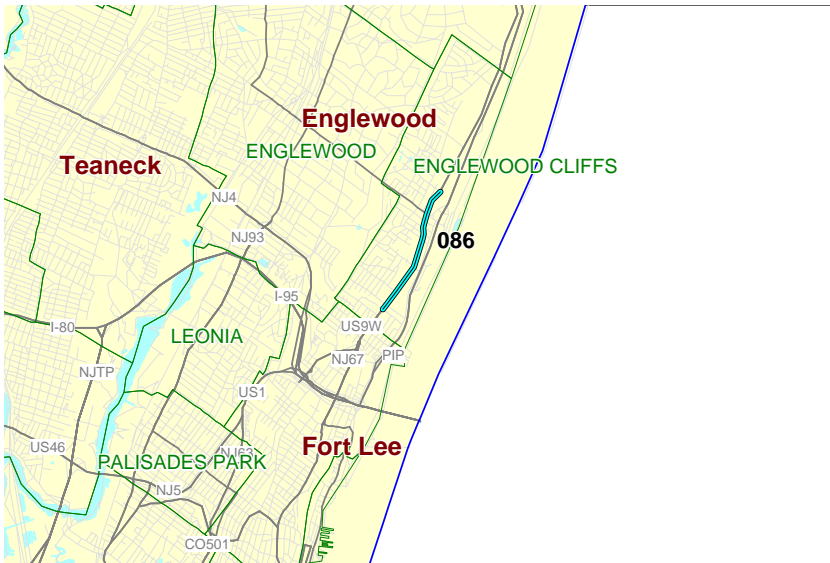 Englewood
ENGLEWOOD
Teaneck
ENGLEWOOD CLIFFS
NJ4
NJ93
086
I-95
I-80
US9W
LEONIA
NJ67
PIP
NJTP
US1
US46
Fort Lee
NJ63
PALISADES PARK
NJ5
CO501